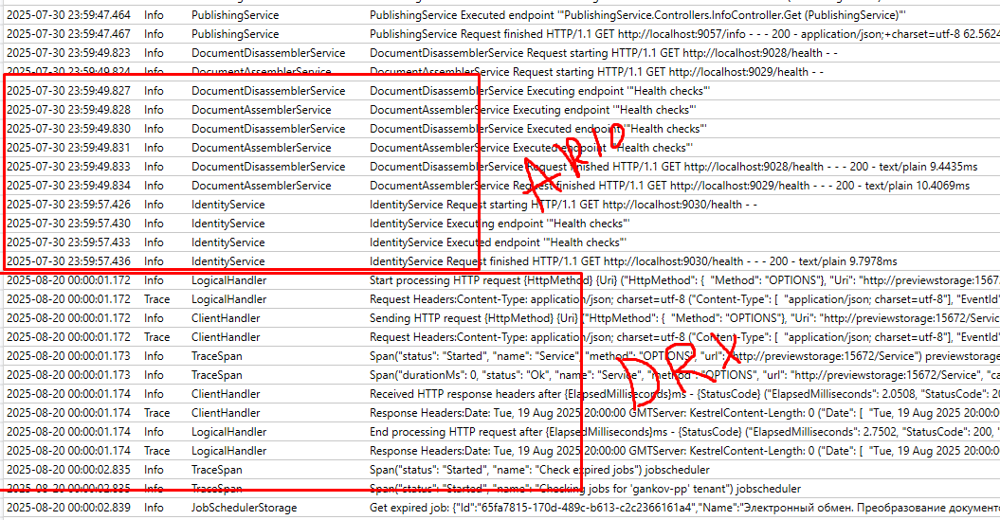 2025-07-30 23:59:47.464 Info PublishingService PublishingService Executed endpoint '"PublishingService.Controllers.InfoController.Get (PublishingService)"'
2025-07-30 23:59:47.467 Info PublishingService PublishingService Request finished HTTP/1.1 GET http://localhost:9057/info - - - 200 - application/json;+charset=utf-8 62.5624
2025-07-30 23:59:49.823 Info DocumentDisassemblerService DocumentDisassemblerService Request starting HTTP/1.1 GET http://localhost:9028/health - -
2025-07-30 23:59:49.824 Info DocumentAssemblerService DocumentAssemblerService Request starting HTTP/1.1 GET http://localhost:9029/health - -
2025-07-30 23:59:49.827 Info DocumentDisassemblerService DocumentDisassemblerService Executing endpoint '"Health checks"'
2025-07-30 23:59:49.828 Info DocumentAssemblerService DocumentAssemblerService Executing endpoint '"Health checks"'
2025-07-30 23:59:49.830 Info DocumentDisassemblerService DocumentDisassemblerService Executed endpoint '"Health checks"'
2025-07-30 23:59:49.831 Info DocumentAssemblerService DocumentAssemblerService Executed endpoint '"Health checks"'
2025-07-30 23:59:49.833 Info DocumentDisassemblerService DocumentDisassemblerService Request finished HTTP/1.1 GET http://localhost:9028/health - - - 200 - text/plain 9.4435ms
2025-07-30 23:59:49.834 Info DocumentAssemblerService DocumentAssemblerService Request finished HTTP/1.1 GET http://localhost:9029/health - - - 200 - text/plain 10.4069ms
ARIO
2025-07-30 23:59:57.426 Info IdentityService IdentityService Request starting HTTP/1.1 GET http://localhost:9030/health - -
2025-07-30 23:59:57.430 Info IdentityService IdentityService Executing endpoint '"Health checks"'
2025-07-30 23:59:57.433 Info IdentityService IdentityService Executed endpoint '"Health checks"'
2025-07-30 23:59:57.436 Info IdentityService IdentityService Request finished HTTP/1.1 GET http://localhost:9030/health - - - 200 - text/plain 9.7978ms
2025-08-20 00:00:01.172 Info LogicalHandler Start processing HTTP request {HttpMethod} {Uri} ("HttpMethod": { "Method": "OPTIONS"}, "Uri": "http://previewstorage:1567
2025-08-20 00:00:01.172 Trace LogicalHandler Request Headers:Content-Type: application/json; charset=utf-8 ("Content-Type": [ "application/json; charset=utf-8"], "EventId
2025-08-20 00:00:01.172 Info ClientHandler Sending HTTP request {HttpMethod} {Uri} ("HttpMethod": { "Method": "OPTIONS"}, "Uri": "http://previewstorage:15672/Servic
2025-08-20 00:00:01.172 Trace ClientHandler Request Headers:Content-Type: application/json; charset=utf-8 ("Content-Type": [ "application/json; charset=utf-8"], "EventId
2025-08-20 00:00:01.173 Info TraceSpan Span("status": "Started", "name": "Service", "method": "OPTIONS", "url": "http://previewstorage:15672/Service") previewst
2025-08-20 00:00:01.173 Info TraceSpan Span("durationMs": 0, "status": "Ok", "name": "Service", "method": "OPTIONS", "url": "http://previewstorage:15672/Service", "ca
DRX
2025-08-20 00:00:01.174 Info ClientHandler Received HTTP response headers after {ElapsedMilliseconds}ms - {StatusCode} ("ElapsedMilliseconds": 2.0508, "StatusCode": 20
2025-08-20 00:00:01.174 Trace ClientHandler Response Headers:Date: Tue, 19 Aug 2025 20:00:00 GMTServer: KestrelContent-Length: 0 ("Date": [ "Tue, 19 Aug 2025 20:00:0
2025-08-20 00:00:01.174 Info LogicalHandler End processing HTTP request after {ElapsedMilliseconds}ms - {StatusCode} ("ElapsedMilliseconds": 2.7502, "StatusCode": 200, "
2025-08-20 00:00:01.174 Trace LogicalHandler Response Headers:Date: Tue, 19 Aug 2025 20:00:00 GMTServer: KestrelContent-Length: 0 ("Date": [ "Tue, 19 Aug 2025 20:00:0
2025-08-20 00:00:02.835 Info TraceSpan Span("status": "Started", "name": "Check expired jobs") jobscheduler
2025-08-20 00:00:02.835 Info TraceSpan Span("status": "Started", "name": "Checking jobs for 'gankov-pp' tenant") jobscheduler
2025-08-20 00:00:02.839 Info JobSchedulerStorage Get expired job: {"Id":"65fa7815-170d-489c-b613-c2c2366161a4","Name":"Электронный обмен. Преобразование документо